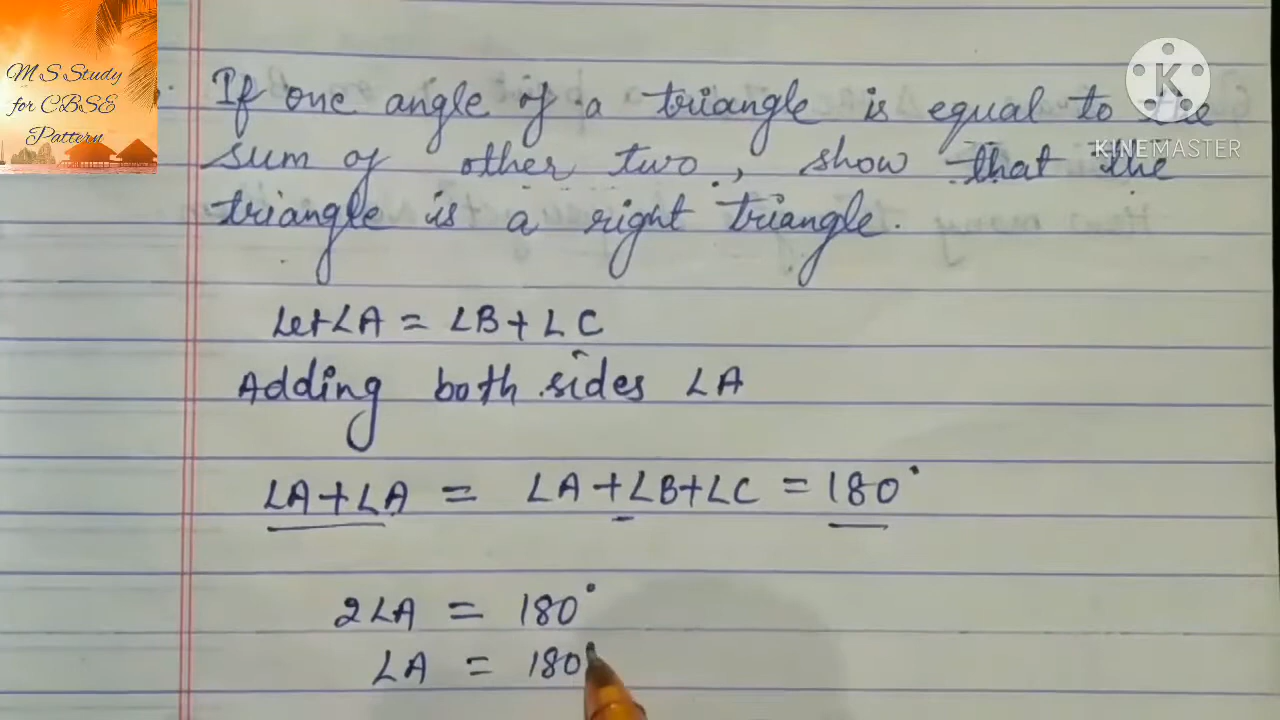 M S Study
for CBSE
Pattern
KINEMASTER
If one angle of a triangle is equal to the
sum of other two, show that the
triangle is a right triangle.
Let ∠A = ∠B + ∠C
Adding both sides ∠A
∠A + ∠A = ∠A + ∠B + ∠C = 180°
2∠A = 180°
∠A = 180